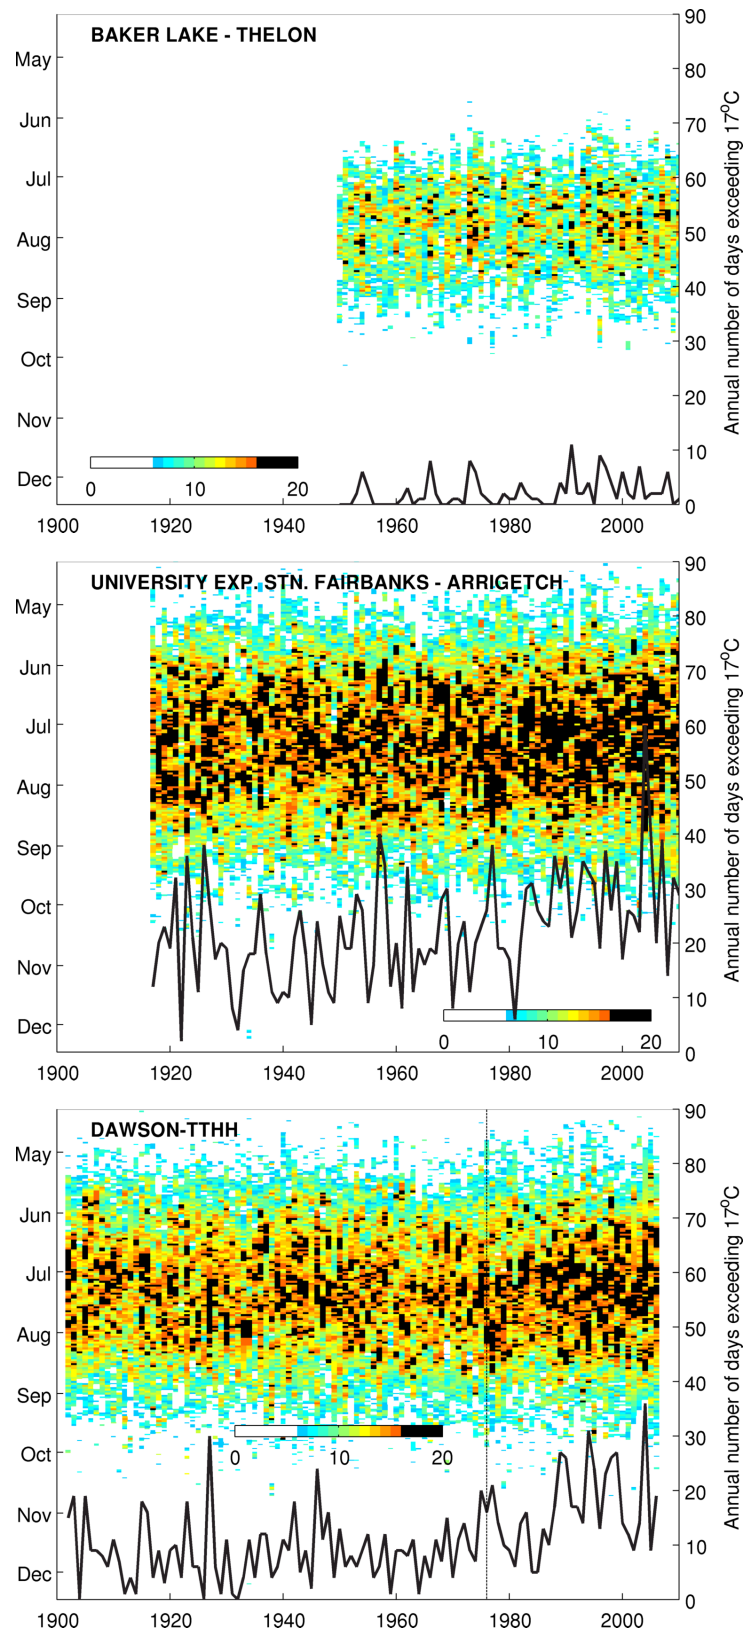 BAKER LAKE - THELON
May
Jun
Jul
Aug
Sep
Oct
Nov
Dec
90
80
70
60
50
40
30
20
10
0
Annual number of days exceeding 17°C
0 10 20
1900 1920 1940 1960 1980 2000
UNIVERSITY EXP. STN. FAIRBANKS - ARRIGETCH
May
Jun
Jul
Aug
Sep
Oct
Nov
Dec
90
80
70
60
50
40
30
20
10
0
Annual number of days exceeding 17°C
0 10 20
1900 1920 1940 1960 1980 2000
DAWSON-TTHH
May
Jun
Jul
Aug
Sep
Oct
Nov
Dec
90
80
70
60
50
40
30
20
10
0
Annual number of days exceeding 17°C
0 10 20
1900 1920 1940 1960 1980 2000